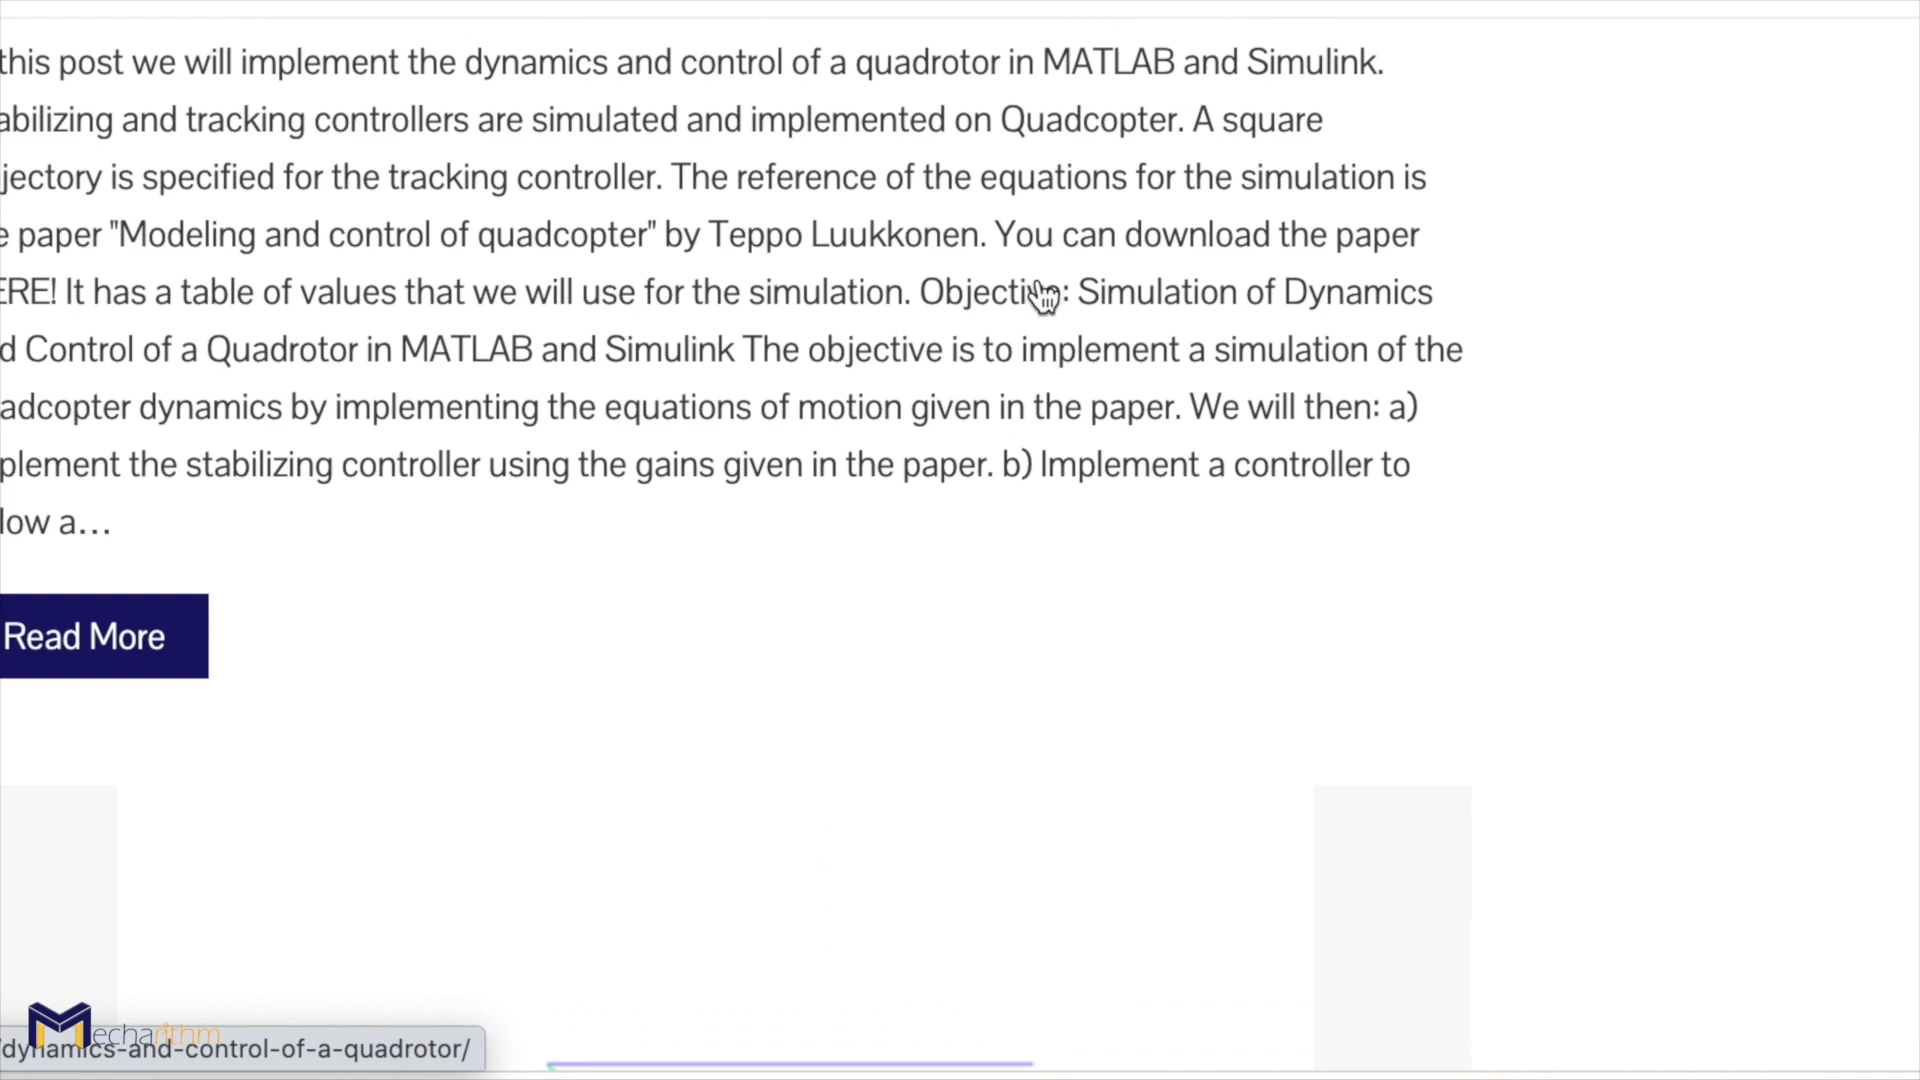 this post we will implement the dynamics and control of a quadrotor in MATLAB and Simulink.
abilizing and tracking controllers are simulated and implemented on Quadcopter. A square
jectory is specified for the tracking controller. The reference of the equations for the simulation is
e paper "Modeling and control of quadcopter" by Teppo Luukkonen. You can download the paper
ERE! It has a table of values that we will use for the simulation. Objective: Simulation of Dynamics
d Control of a Quadrotor in MATLAB and Simulink The objective is to implement a simulation of the
adcopter dynamics by implementing the equations of motion given in the paper. We will then: a)
plement the stabilizing controller using the gains given in the paper. b) Implement a controller to
low a...
Read More
Mecharithm
/dynamics-and-control-of-a-quadrotor/